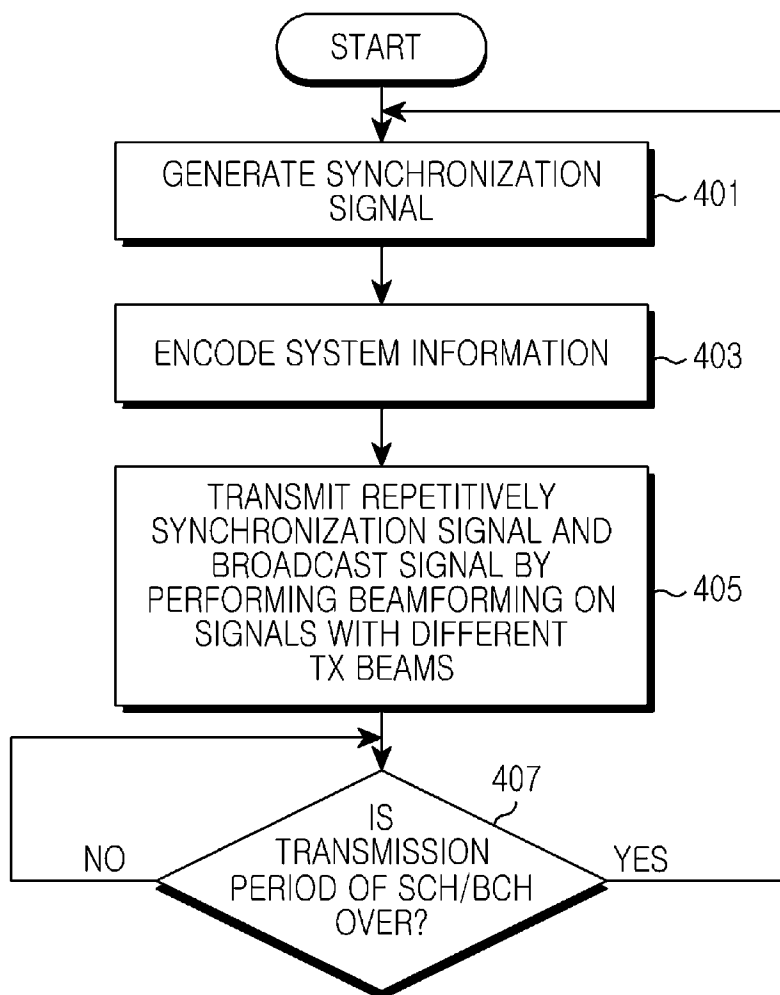 START
GENERATE SYNCHRONIZATION
SIGNAL
401
ENCODE SYSTEM INFORMATION
403
TRANSMIT REPETITIVELY
SYNCHRONIZATION SIGNAL AND
BROADCAST SIGNAL BY
PERFORMING BEAMFORMING ON
SIGNALS WITH DIFFERENT
TX BEAMS
405
407
IS
TRANSMISSION
PERIOD OF SCH/BCH
OVER?
NO
YES